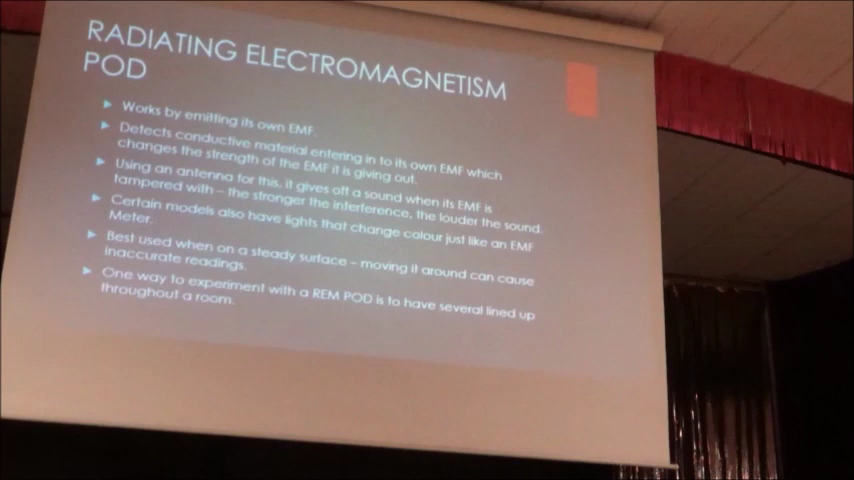 RADIATING ELECTROMAGNETISM
POD
Works by emitting its own EMF.
Detects conductive material entering in to its own EMF which
changes the strength of the EMF it is giving out.
Using an antenna for this, it gives off a sound when its EMF is
tampered with – the stronger the interference, the louder the sound.
Certain models also have lights that change colour just like an EMF
Meter.
Best used when on a steady surface – moving it around can cause
inaccurate readings.
One way to experiment with a REM POD is to have several lined up
throughout a room.